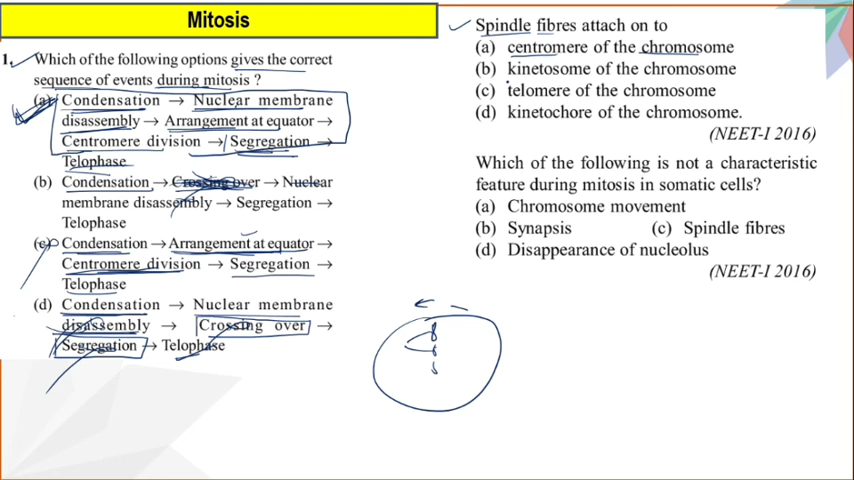 Mitosis
1. Which of the following options gives the correct
sequence of events during mitosis ?
(a) Condensation → Nuclear membrane
disassembly → Arrangement at equator →
Centromere division → Segregation →
Telophase
(b) Condensation → Crossing over → Nuclear
membrane disassembly → Segregation →
Telophase
(c) Condensation → Arrangement at equator →
Centromere division → Segregation →
Telophase
(d) Condensation → Nuclear membrane
disassembly → Crossing over →
Segregation → Telophase
Spindle fibres attach on to
(a) centromere of the chromosome
(b) kinetosome of the chromosome
(c) telomere of the chromosome
(d) kinetochore of the chromosome.
(NEET-I 2016)
Which of the following is not a characteristic
feature during mitosis in somatic cells?
(a) Chromosome movement
(b) Synapsis (c) Spindle fibres
(d) Disappearance of nucleolus
(NEET-I 2016)